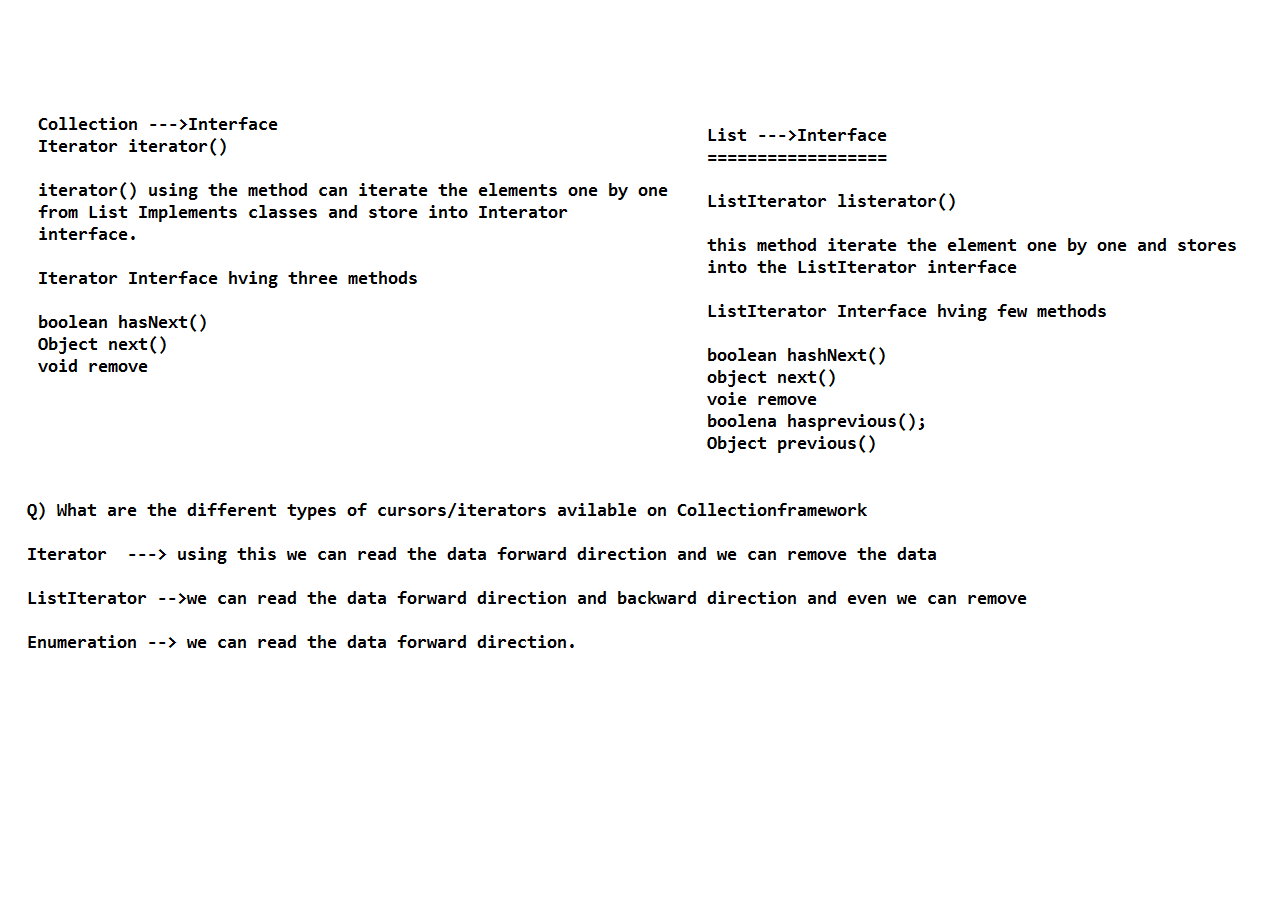 Collection --->Interface
Iterator iterator()
iterator() using the method can iterate the elements one by one
from List Implements classes and store into Interator
interface.
Iterator Interface hving three methods
boolean hasNext()
Object next()
void remove
List --->Interface
==================
ListIterator listerator()
this method iterate the element one by one and stores
into the ListIterator interface
ListIterator Interface hving few methods
boolean hashNext()
object next()
voie remove
boolena hasprevious();
Object previous()
Q) What are the different types of cursors/iterators avilable on Collectionframework
Iterator  ---> using this we can read the data forward direction and we can remove the data
ListIterator -->we can read the data forward direction and backward direction and even we can remove
Enumeration --> we can read the data forward direction.